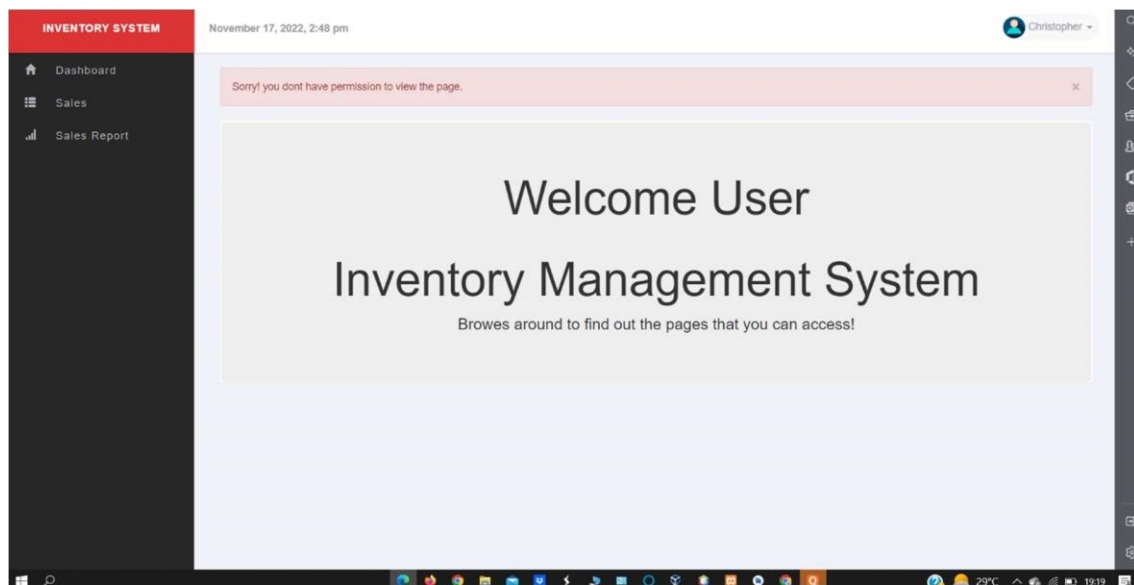 INVENTORY SYSTEM
November 17, 2022, 2:48 pm
Christopher
Dashboard
Sales
Sales Report
Sorry! you dont have permission to view the page.
×
Welcome User
Inventory Management System
Browes around to find out the pages that you can access!
29°C
19:19